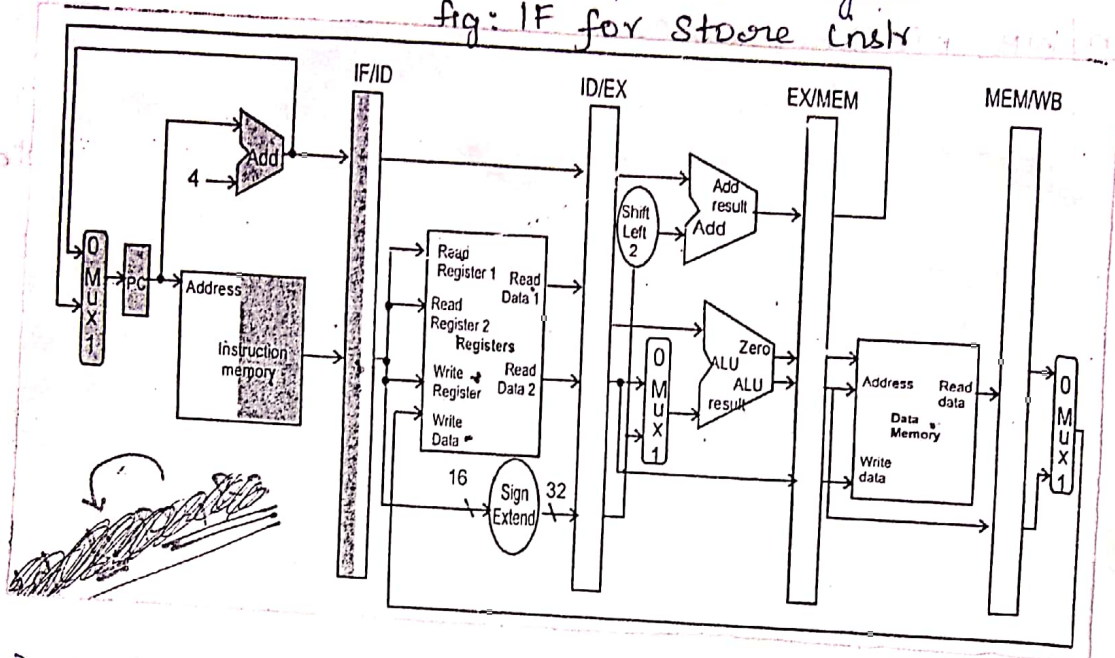 fig: IF for Stoore instr
IF/ID
ID/EX
EX/MEM
MEM/WB
Add
4
0
Mux
1
PC
Address
Instruction
memory
Read
Register 1
Read
Data 1
Read
Register 2
Registers
Write
Register
Read
Data 2
Write
Data
16
Sign
Extend
32
Shift
Left
2
Add
result
Add
0
Mux
1
Zero
ALU
ALU
result
Address
Read
data
Data
Memory
Write
data
0
Mux
1